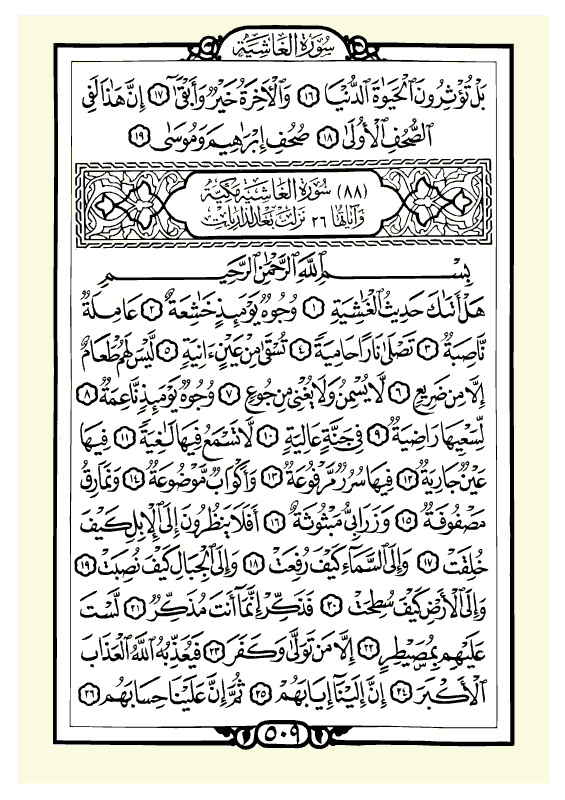 سُورَةُ الغَاشِيَةِ
بَلْ تُؤْثِرُونَ ٱلْحَيَوٰةَ ٱلدُّنْيَا ١٦ وَٱلْأَخِرَةُ خَيْرٌ وَأَبْقَىٰٓ ١٧ إِنَّ هَٰذَا لَفِى
ٱلصُّحُفِ ٱلْأُولَىٰ ١٨ صُحُفِ إِبْرَٰهِيمَ وَمُوسَىٰ ١٩
(٨٨) سُورَةُ الغَاشِيَةِ مَكِّيَّة
وَآيَاتُهَا ٢٦ نَزَلَتْ بَعْدَ الذَّارِيَاتِ
بِسْمِ ٱللَّهِ ٱلرَّحْمَٰنِ ٱلرَّحِيمِ
هَلْ أَتَىٰكَ حَدِيثُ ٱلْغَٰشِيَةِ ١ وُجُوهٌ يَوْمَئِذٍ خَٰشِعَةٌ ٢ عَامِلَةٌ
نَّاصِبَةٌ ٣ تَصْلَىٰ نَارًا حَامِيَةً ٤ تُسْقَىٰ مِنْ عَيْنٍ ءَانِيَةٍ ٥ لَّيْسَ لَهُمْ طَعَامٌ
إِلَّا مِن ضَرِيعٍ ٦ لَّا يُسْمِنُ وَلَا يُغْنِى مِن جُوعٍ ٧ وُجُوهٌ يَوْمَئِذٍ نَّاعِمَةٌ ٨
لِّسَعْيِهَا رَاضِيَةٌ ٩ فِى جَنَّةٍ عَالِيَةٍ ١٠ لَّا تَسْمَعُ فِيهَا لَٰغِيَةً ١١ فِيهَا
عَيْنٌ جَارِيَةٌ ١٢ فِيهَا سُرُرٌ مَّرْفُوعَةٌ ١٣ وَأَكْوَابٌ مَّوْضُوعَةٌ ١٤ وَنَمَارِقُ
مَصْفُوفَةٌ ١٥ وَزَرَابِىُّ مَبْثُوثَةٌ ١٦ أَفَلَا يَنظُرُونَ إِلَى ٱلْإِبِلِ كَيْفَ
خُلِقَتْ ١٧ وَإِلَى ٱلسَّمَآءِ كَيْفَ رُفِعَتْ ١٨ وَإِلَى ٱلْجِبَالِ كَيْفَ نُصِبَتْ ١٩
وَإِلَى ٱلْأَرْضِ كَيْفَ سُطِحَتْ ٢٠ فَذَكِّرْ إِنَّمَآ أَنتَ مُذَكِّرٌ ٢١ لَّسْتَ
عَلَيْهِم بِمُصَيْطِرٍ ٢٢ إِلَّا مَن تَوَلَّىٰ وَكَفَرَ ٢٣ فَيُعَذِّبُهُ ٱللَّهُ ٱلْعَذَابَ
ٱلْأَكْبَرَ ٢٤ إِنَّ إِلَيْنَآ إِيَابَهُمْ ٢٥ ثُمَّ إِنَّ عَلَيْنَا حِسَابَهُم ٢٦
٥٠٩